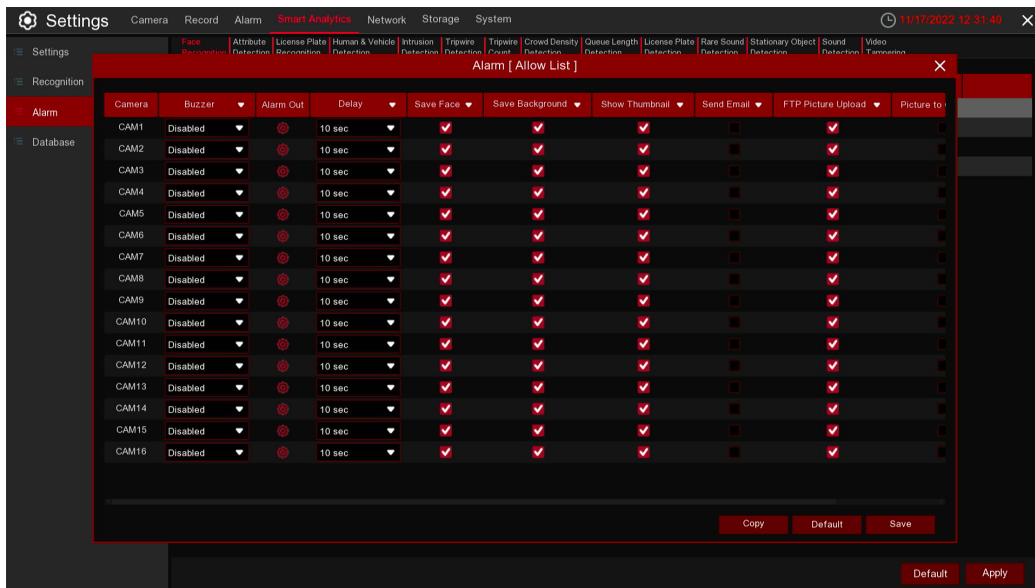 Settings Camera Record Alarm Smart Analytics Network Storage System 11/17/2022 12:31:40
Face Attribute License Plate Human & Vehicle Intrusion Tripwire Tripwire Crowd Density Queue Length License Plate Rare Sound Stationary Object Sound Video
Recognition Detection Recognition Detection Detection Detection Count Detection Detection Detection Detection Detection Detection Tampering
Settings
Recognition
Alarm
Database
Alarm [ Allow List ]
Camera Buzzer Alarm Out Delay Save Face Save Background Show Thumbnail Send Email FTP Picture Upload Picture to
CAM1 Disabled 10 sec
CAM2 Disabled 10 sec
CAM3 Disabled 10 sec
CAM4 Disabled 10 sec
CAM5 Disabled 10 sec
CAM6 Disabled 10 sec
CAM7 Disabled 10 sec
CAM8 Disabled 10 sec
CAM9 Disabled 10 sec
CAM10 Disabled 10 sec
CAM11 Disabled 10 sec
CAM12 Disabled 10 sec
CAM13 Disabled 10 sec
CAM14 Disabled 10 sec
CAM15 Disabled 10 sec
CAM16 Disabled 10 sec
Copy Default Save
Default Apply